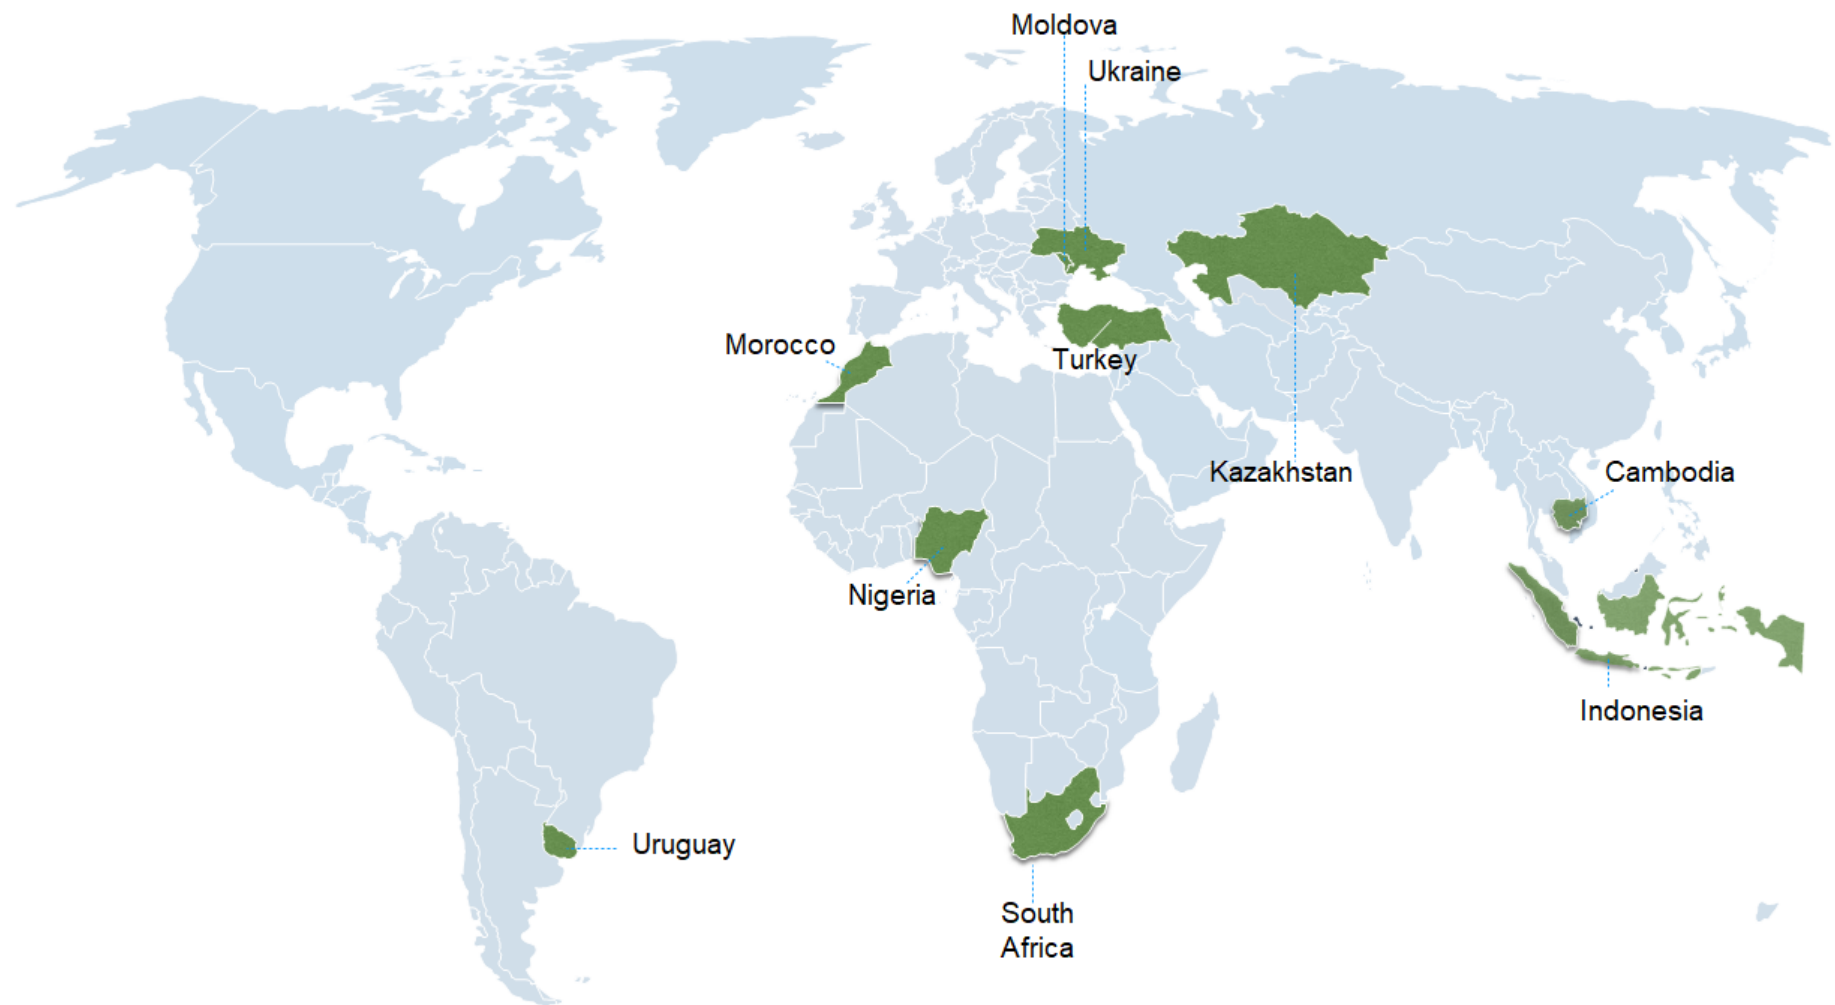 Moldova
Ukraine
Morocco
Turkey
Kazakhstan
Cambodia
Nigeria
Indonesia
Uruguay
South
Africa